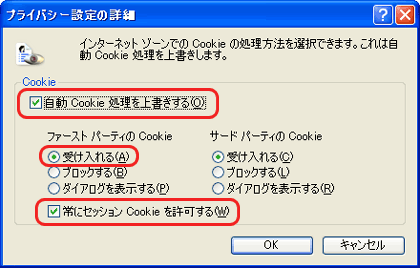 プライバシー設定の詳細
インターネット ゾーンでの Cookie の処理方法を選択できます。これは自
動 Cookie 処理を上書きします。
Cookie
自動 Cookie 処理を上書きする(O)
ファースト パーティの Cookie
サード パーティの Cookie
受け入れる(A)
受け入れる(C)
ブロックする(B)
ブロックする(L)
ダイアログを表示する(P)
ダイアログを表示する(R)
常にセッション Cookie を許可する(W)
OK
キャンセル